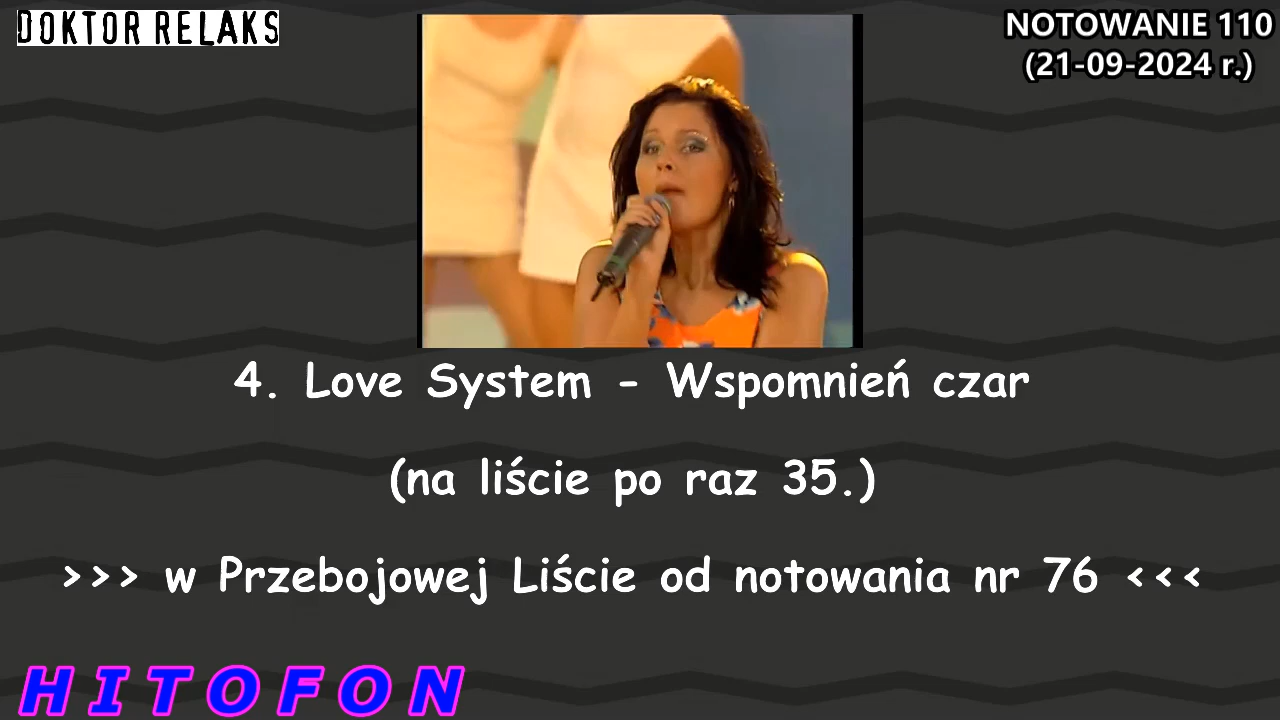 DOKTOR RELAKS
NOTOWANIE 110
(21-09-2024 r.)
4. Love System - Wspomnień czar
(na liście po raz 35.)
>>> w Przebojowej Liście od notowania nr 76 <<<
HITOFON